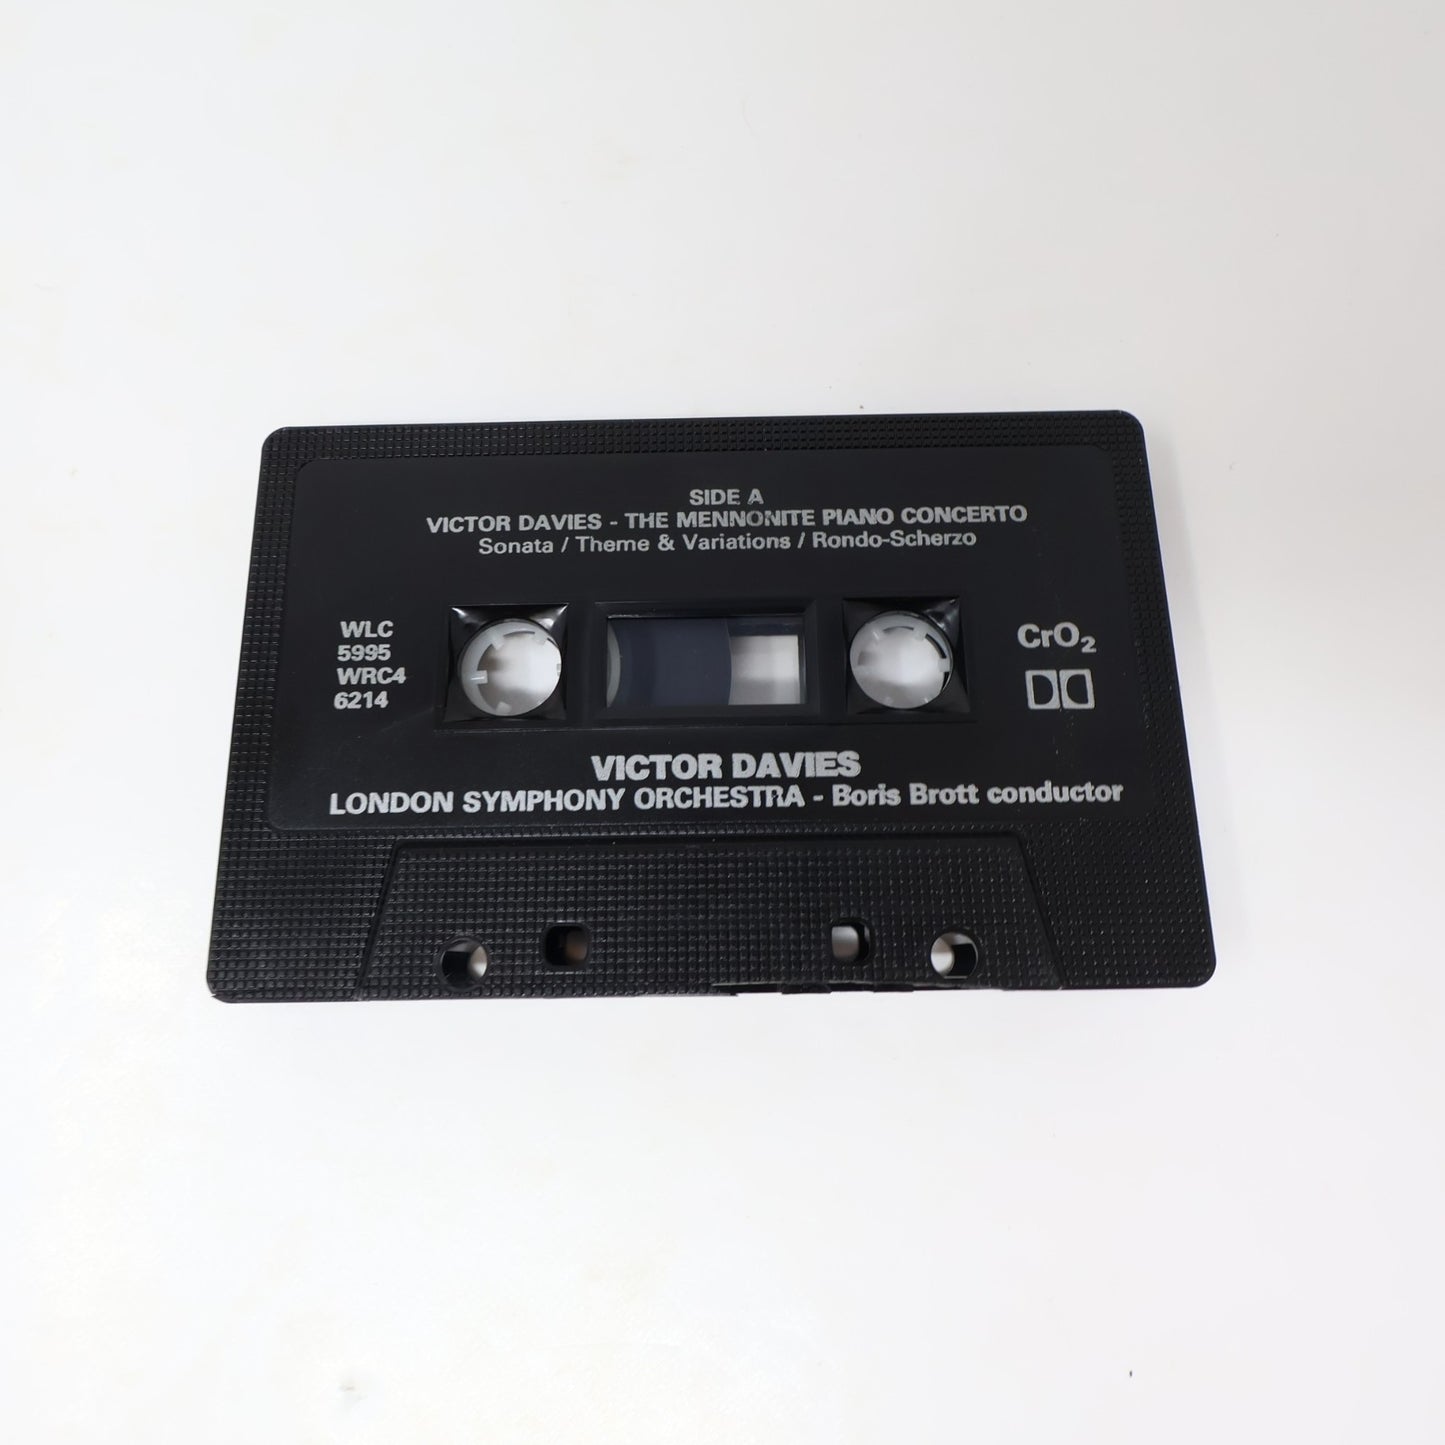 SIDE A
VICTOR DAVIES - THE MENNONITE PIANO CONCERTO
Sonata / Theme & Variations / Rondo-Scherzo
WLC
5995
WRC4
6214
CrO₂
VICTOR DAVIES
LONDON SYMPHONY ORCHESTRA - Boris Brott conductor